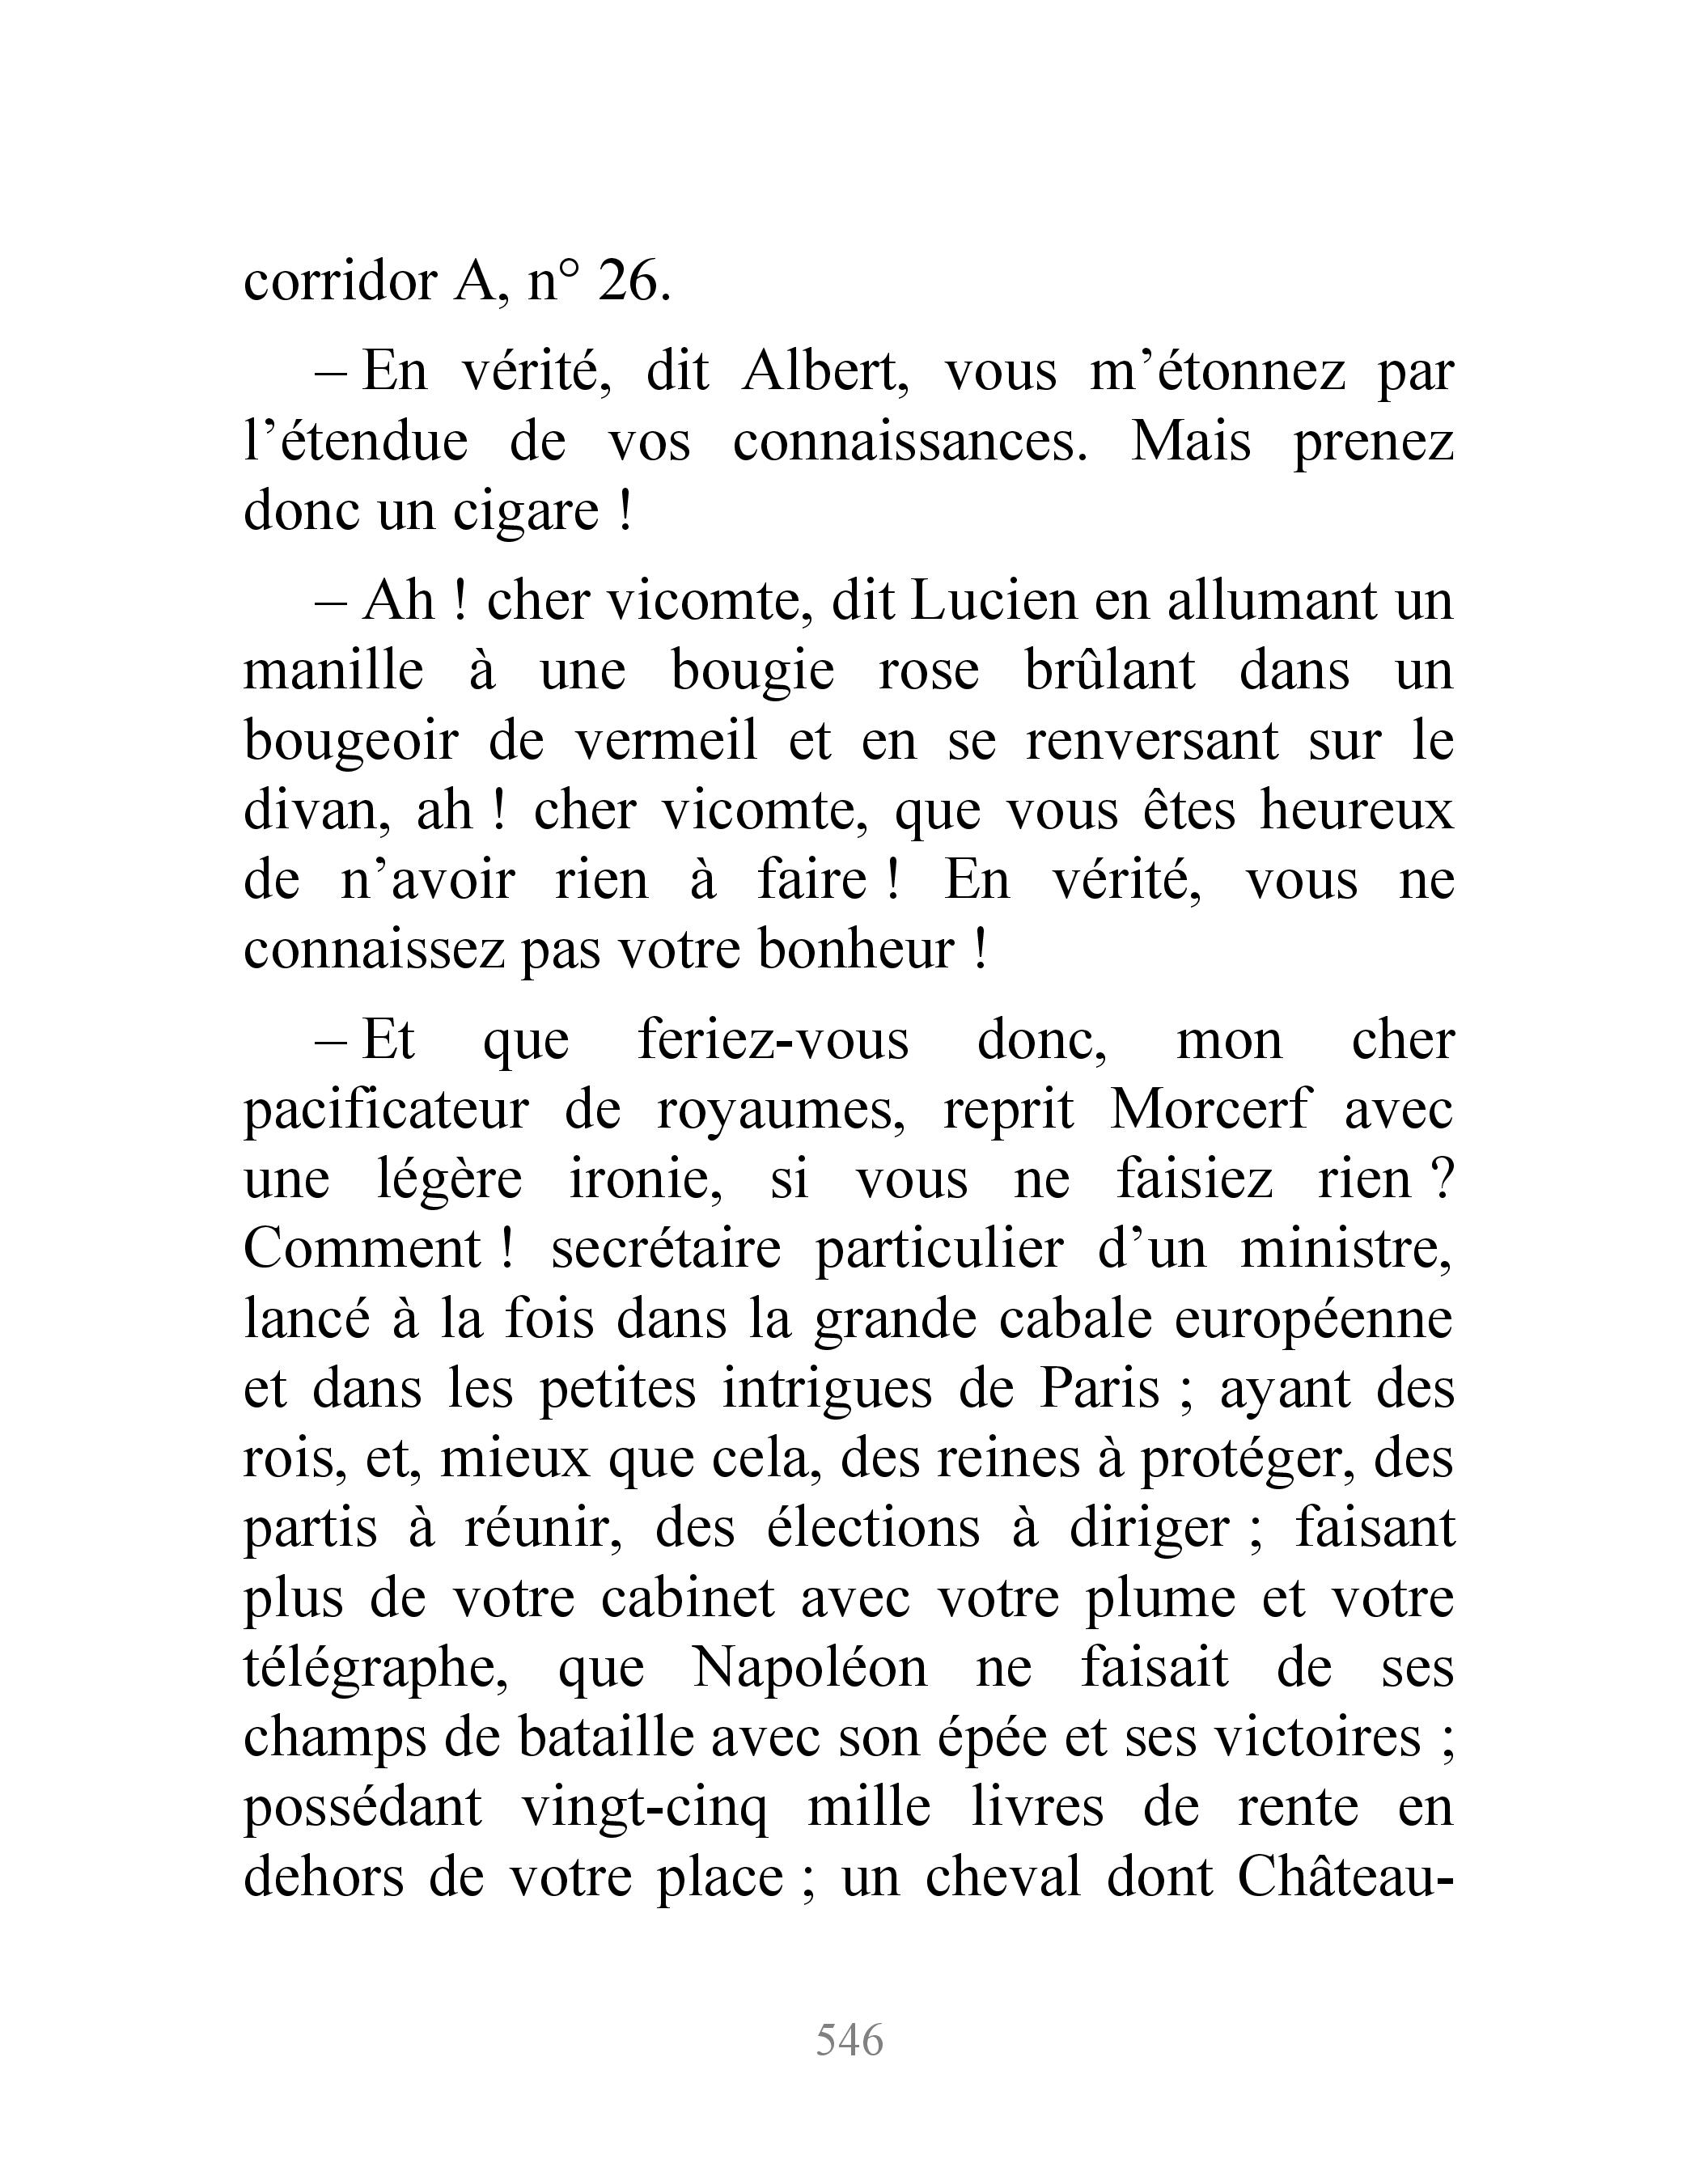 corridor A, n° 26.
– En vérité, dit Albert, vous m’étonnez par
l’étendue de vos connaissances. Mais prenez
donc un cigare !
– Ah ! cher vicomte, dit Lucien en allumant un
manille à une bougie rose brûlant dans un
bougeoir de vermeil et en se renversant sur le
divan, ah ! cher vicomte, que vous êtes heureux
de n’avoir rien à faire ! En vérité, vous ne
connaissez pas votre bonheur !
– Et que feriez-vous donc, mon cher
pacificateur de royaumes, reprit Morcerf avec
une légère ironie, si vous ne faisiez rien ?
Comment ! secrétaire particulier d’un ministre,
lancé à la fois dans la grande cabale européenne
et dans les petites intrigues de Paris ; ayant des
rois, et, mieux que cela, des reines à protéger, des
partis à réunir, des élections à diriger ; faisant
plus de votre cabinet avec votre plume et votre
télégraphe, que Napoléon ne faisait de ses
champs de bataille avec son épée et ses victoires ;
possédant vingt-cinq mille livres de rente en
dehors de votre place ; un cheval dont Château-
546